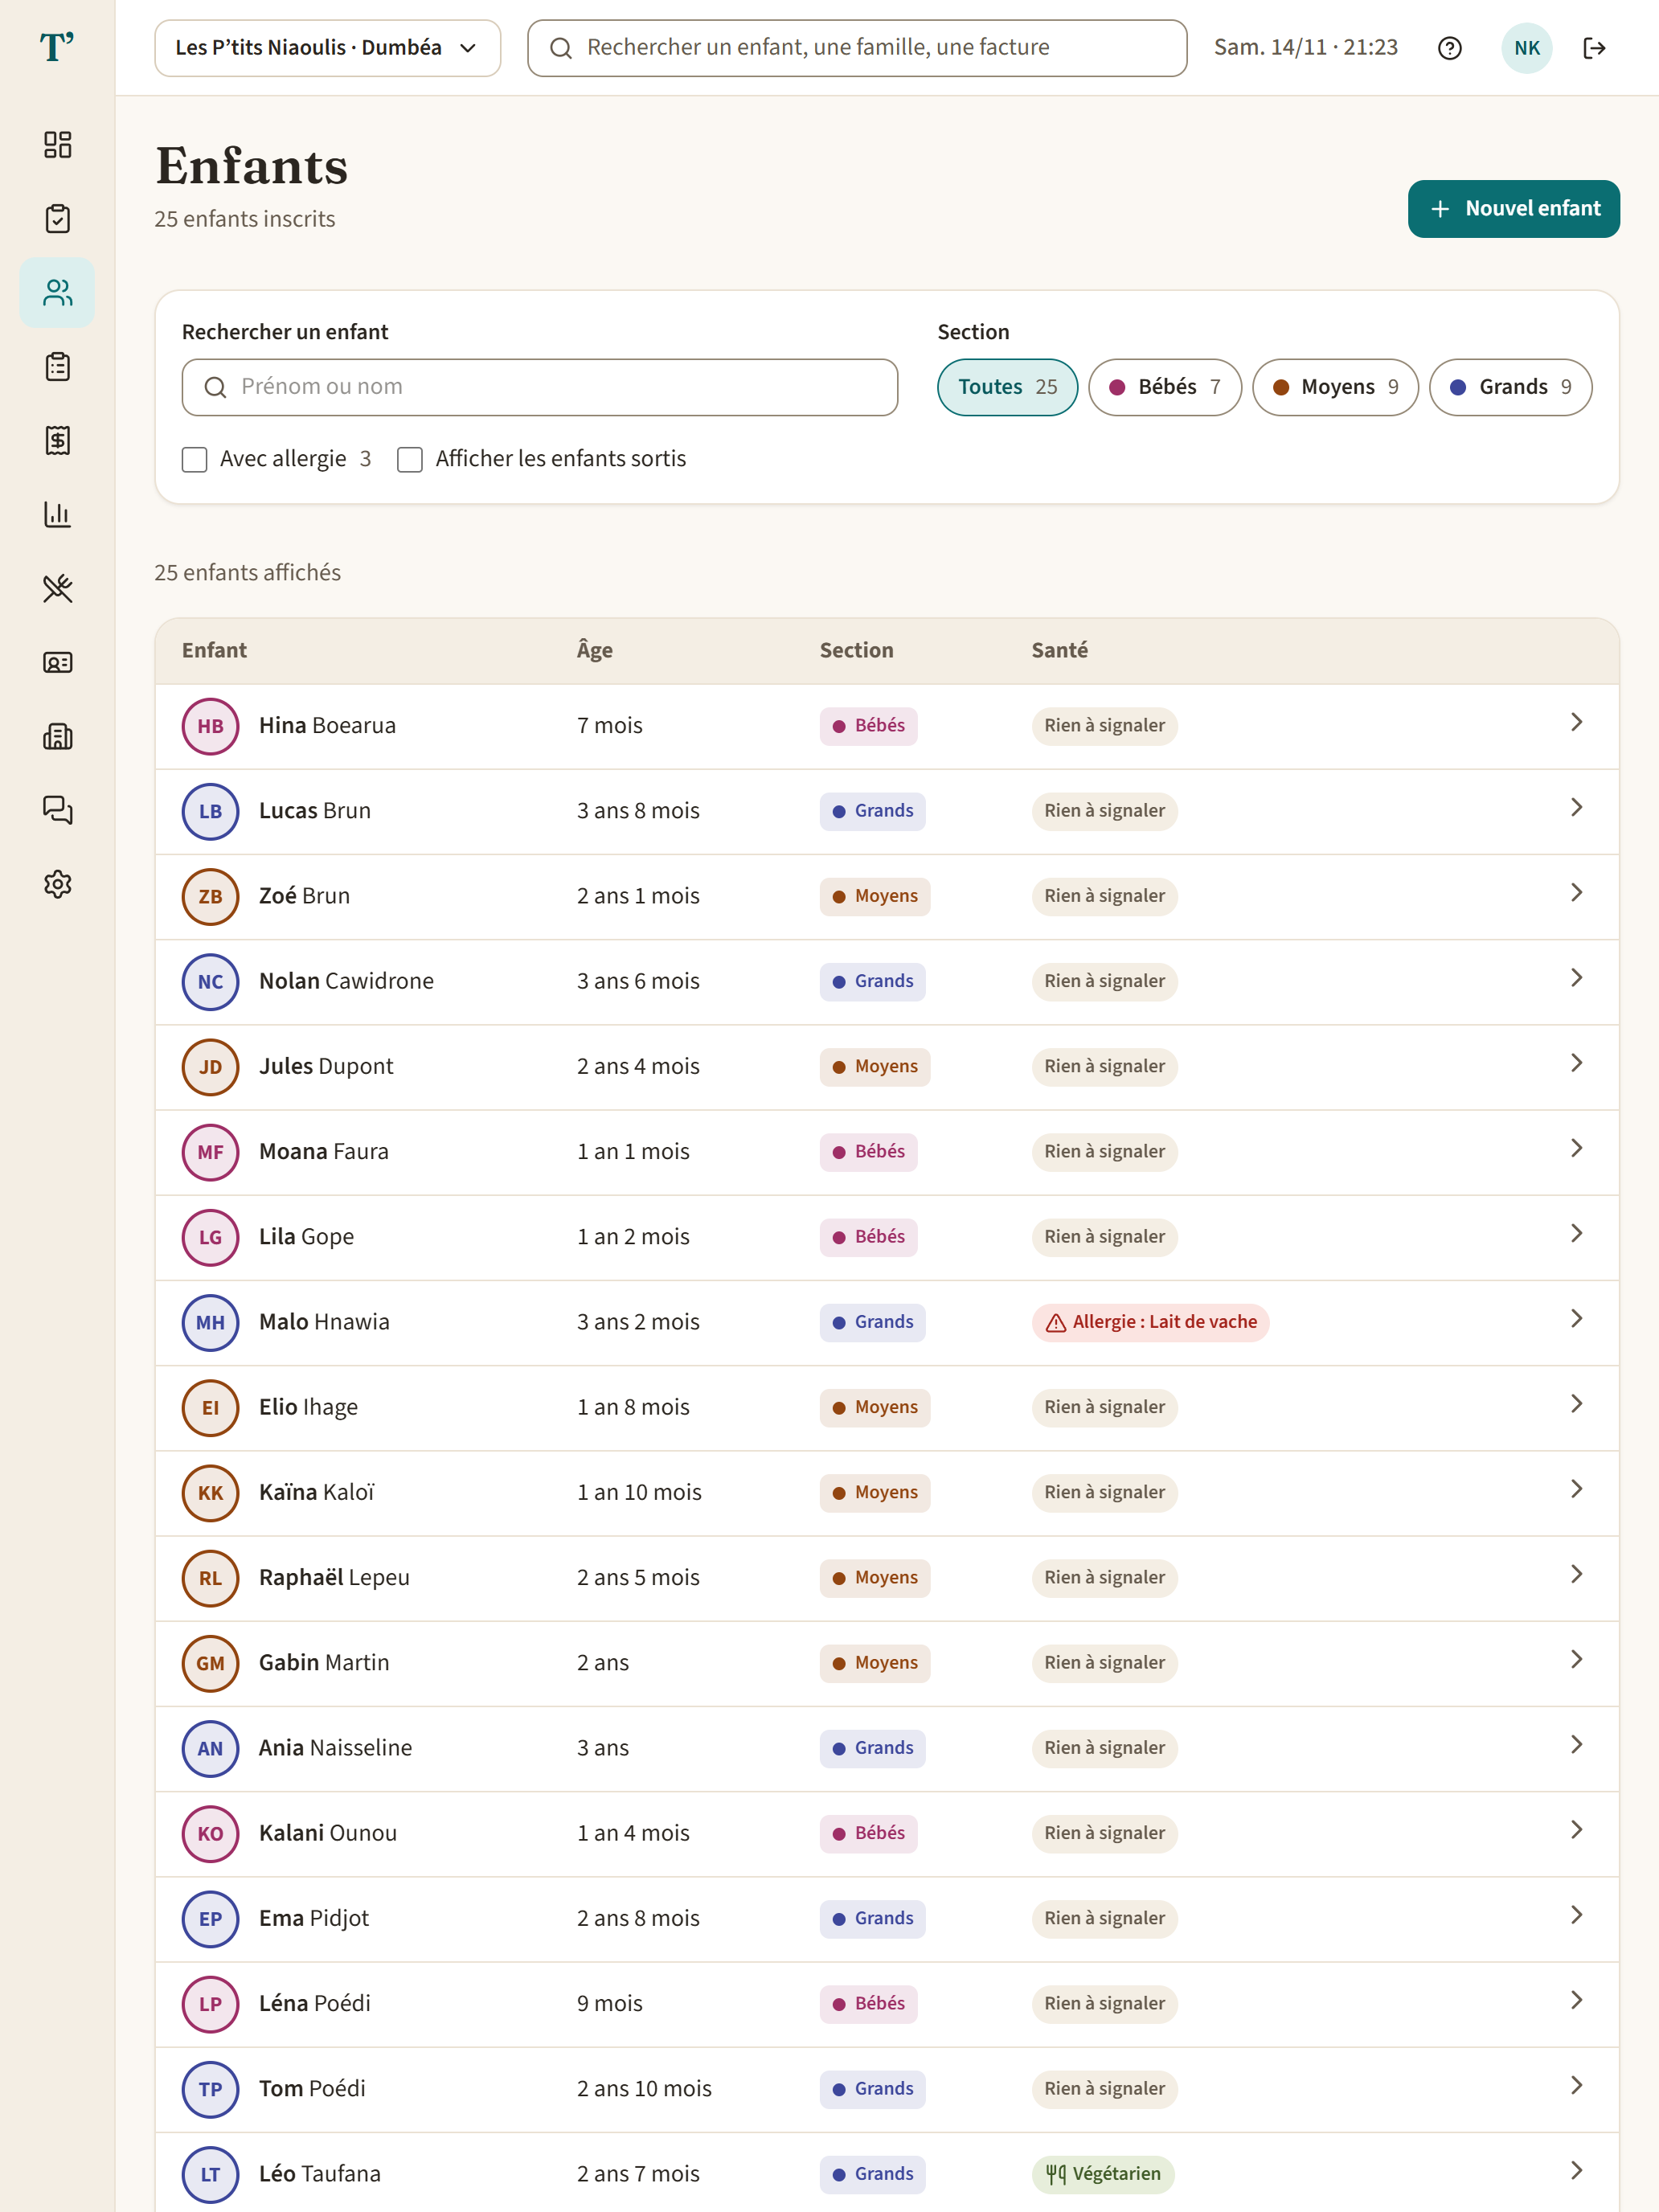 T’
Les P’tits Niaoulis · Dumbéa
Rechercher un enfant, une famille, une facture
Sam. 14/11 · 21:23
NK
Enfants
25 enfants inscrits
Nouvel enfant
Rechercher un enfant
Prénom ou nom
Section
Toutes 25
Bébés 7
Moyens 9
Grands 9
Avec allergie 3
Afficher les enfants sortis
25 enfants affichés
Enfant Âge Section Santé
HB Hina Boearua 7 mois Bébés Rien à signaler
LB Lucas Brun 3 ans 8 mois Grands Rien à signaler
ZB Zoé Brun 2 ans 1 mois Moyens Rien à signaler
NC Nolan Cawidrone 3 ans 6 mois Grands Rien à signaler
JD Jules Dupont 2 ans 4 mois Moyens Rien à signaler
MF Moana Faura 1 an 1 mois Bébés Rien à signaler
LG Lila Gope 1 an 2 mois Bébés Rien à signaler
MH Malo Hnawia 3 ans 2 mois Grands Allergie : Lait de vache
EI Elio Ihage 1 an 8 mois Moyens Rien à signaler
KK Kaïna Kaloï 1 an 10 mois Moyens Rien à signaler
RL Raphaël Lepeu 2 ans 5 mois Moyens Rien à signaler
GM Gabin Martin 2 ans Moyens Rien à signaler
AN Ania Naisseline 3 ans Grands Rien à signaler
KO Kalani Ounou 1 an 4 mois Bébés Rien à signaler
EP Ema Pidjot 2 ans 8 mois Grands Rien à signaler
LP Léna Poédi 9 mois Bébés Rien à signaler
TP Tom Poédi 2 ans 10 mois Grands Rien à signaler
LT Léo Taufana 2 ans 7 mois Grands Végétarien